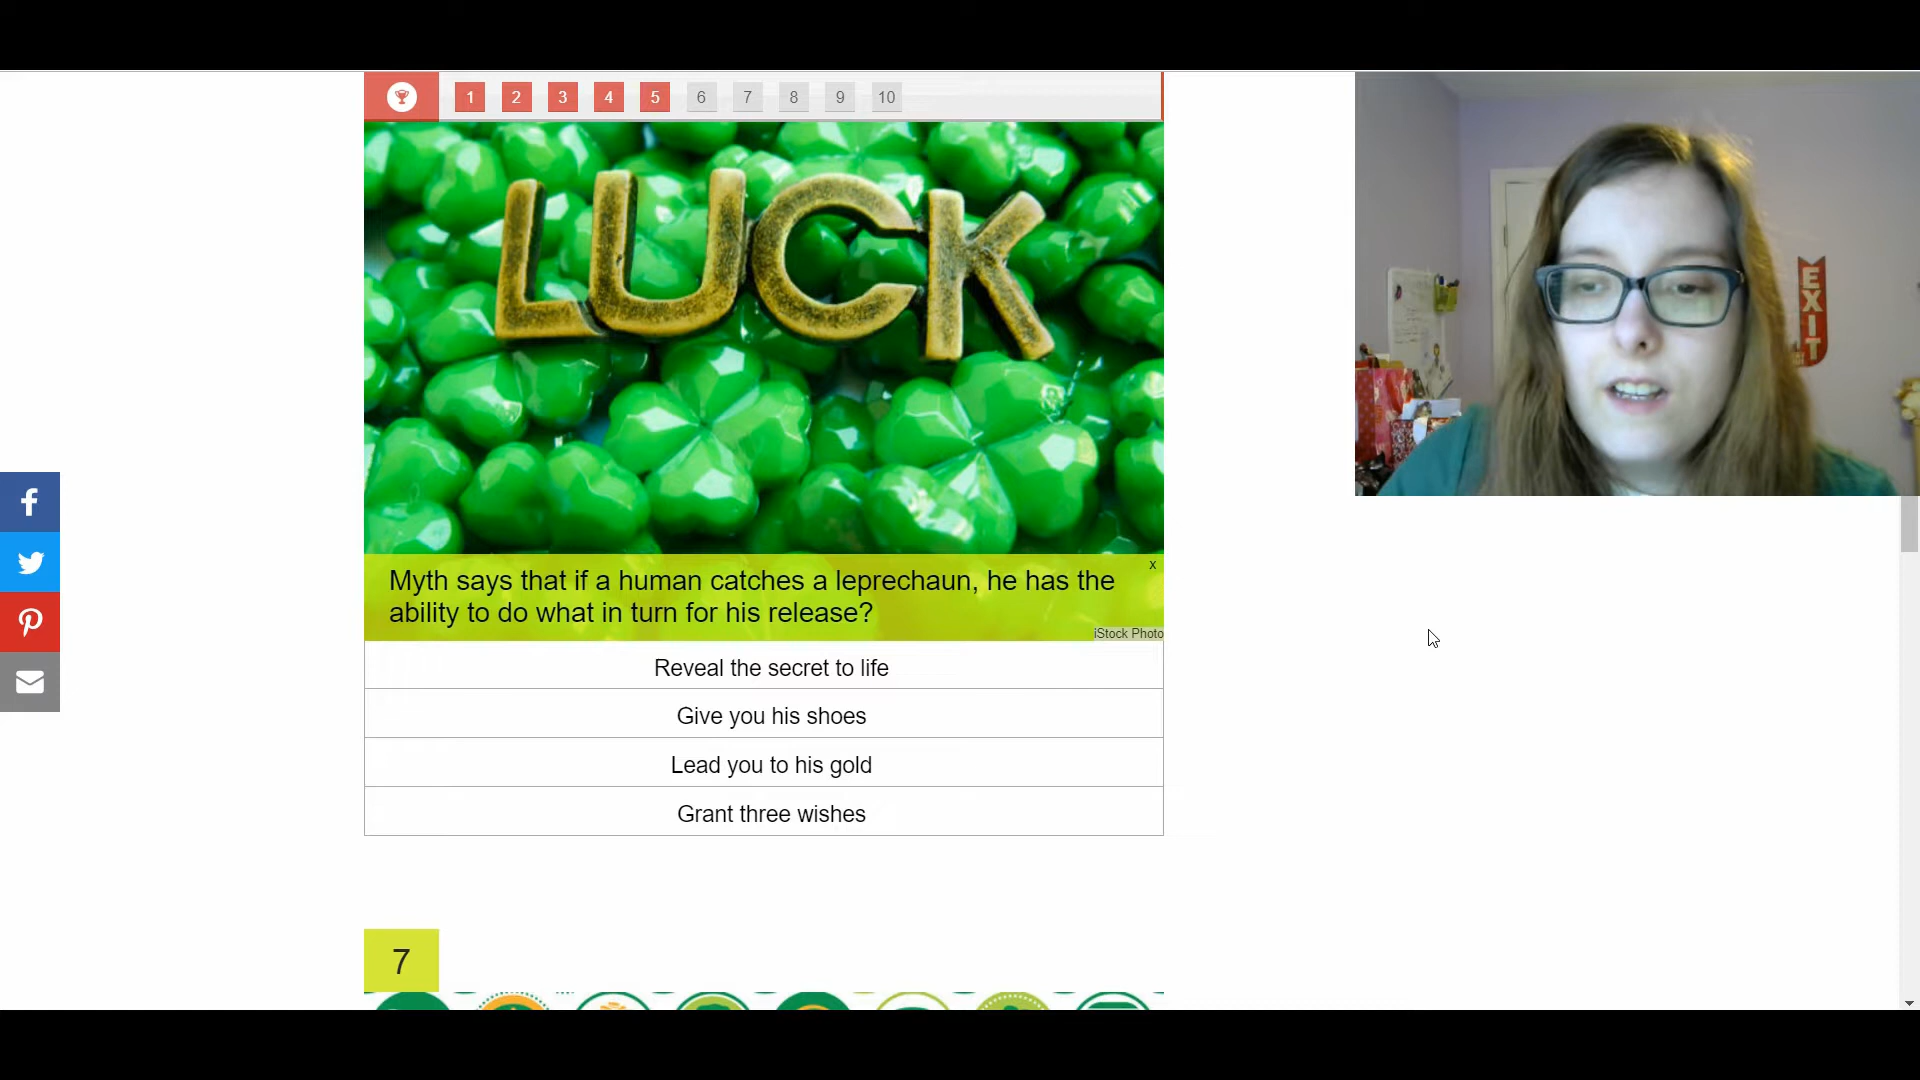 1 2 3 4 5 6 7 8 9 10
LUCK
Myth says that if a human catches a leprechaun, he has the
ability to do what in turn for his release?
x
iStock Photo
Reveal the secret to life
Give you his shoes
Lead you to his gold
Grant three wishes
7
EXIT